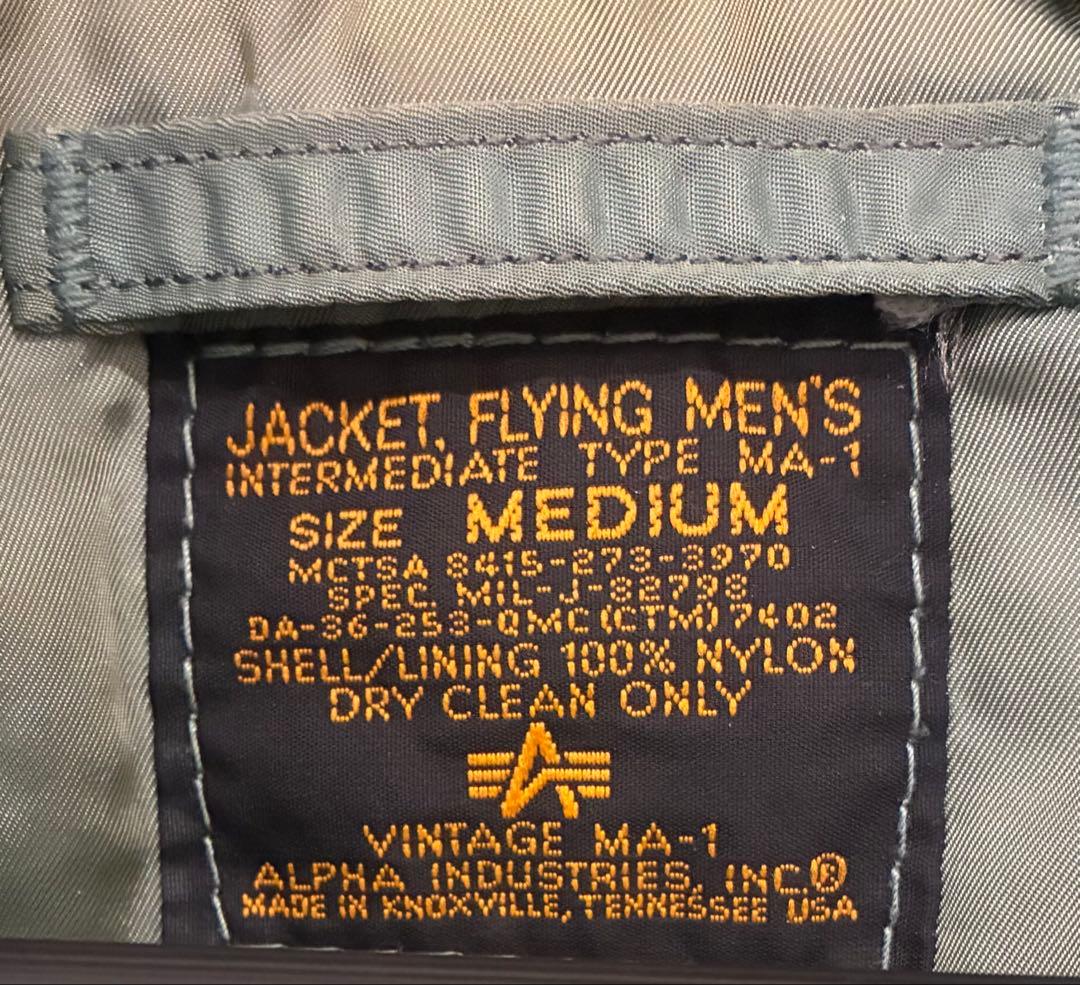 JACKET, FLYING MEN'S
INTERMEDIATE TYPE MA-1
SIZE MEDIUM
MCTSA 8415-273-3970
SPEC MIL-J-82798
DA-36-253-QMC(CTM)7402
SHELL/LINING 100% NYLON
DRY CLEAN ONLY
VINTAGE MA-1
ALPHA INDUSTRIES, INC.®
MADE IN KNOXVILLE, TENNESSEE USA